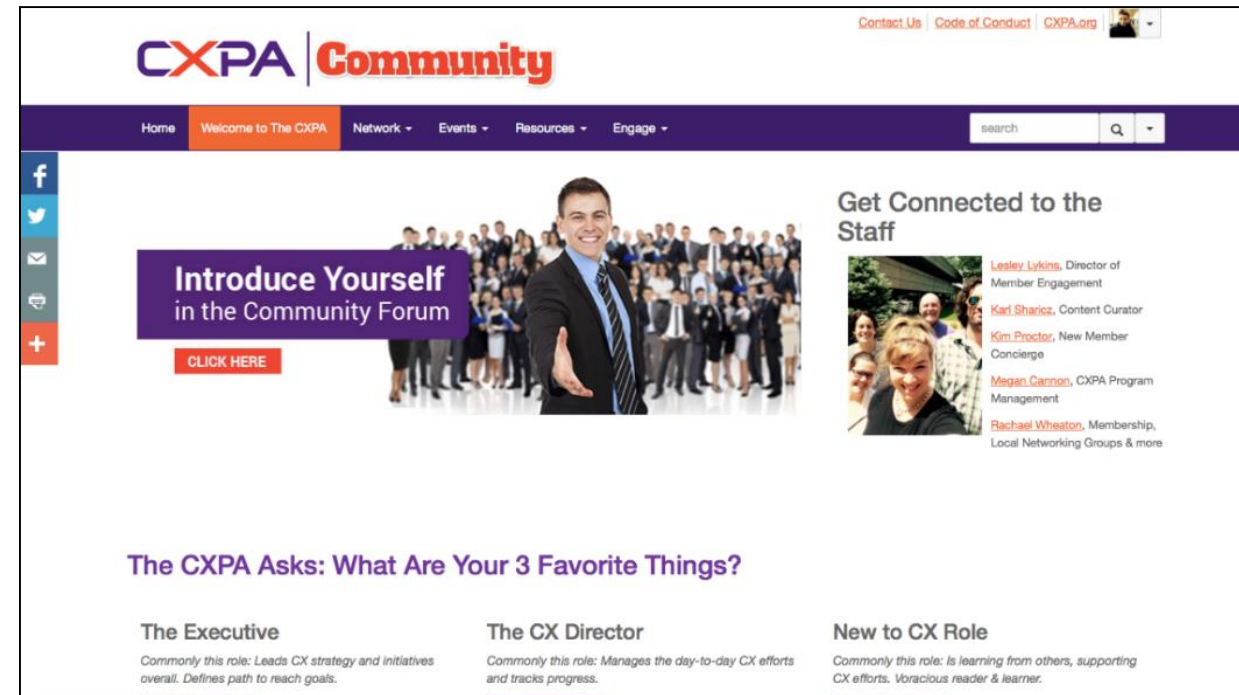 Contact Us Code of Conduct CXPA.org
CXPA Community
Home Welcome to The CXPA Network Events Resources Engage search
Introduce Yourself
in the Community Forum
CLICK HERE
Get Connected to the
Staff
Lesley Lykins, Director of
Member Engagement
Karl Sharicz, Content Curator
Kim Proctor, New Member
Concierge
Megan Cannon, CXPA Program
Management
Rachael Wheaton, Membership,
Local Networking Groups & more
The CXPA Asks: What Are Your 3 Favorite Things?
The Executive
Commonly this role: Leads CX strategy and initiatives
overall. Defines path to reach goals.
The CX Director
Commonly this role: Manages the day-to-day CX efforts
and tracks progress.
New to CX Role
Commonly this role: Is learning from others, supporting
CX efforts. Voracious reader & learner.